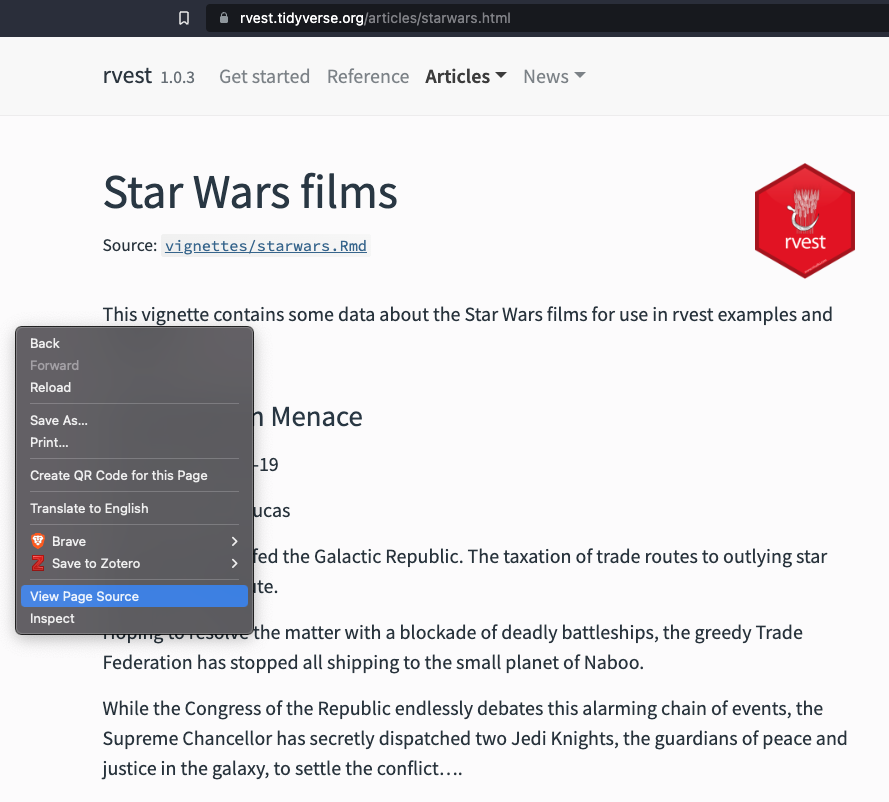 rvest.tidyverse.org/articles/starwars.html
rvest 1.0.3 Get started Reference Articles News
Star Wars films
Source: vignettes/starwars.Rmd
rvest
This vignette contains some data about the Star Wars films for use in rvest examples and
Back
Forward
Reload
Save As...
Print...
Create QR Code for this Page
Translate to English
Brave
Save to Zotero
View Page Source
Inspect
n Menace
-19
ucas
fed the Galactic Republic. The taxation of trade routes to outlying star
te.
Hoping to resolve the matter with a blockade of deadly battleships, the greedy Trade
Federation has stopped all shipping to the small planet of Naboo.
While the Congress of the Republic endlessly debates this alarming chain of events, the
Supreme Chancellor has secretly dispatched two Jedi Knights, the guardians of peace and
justice in the galaxy, to settle the conflict….